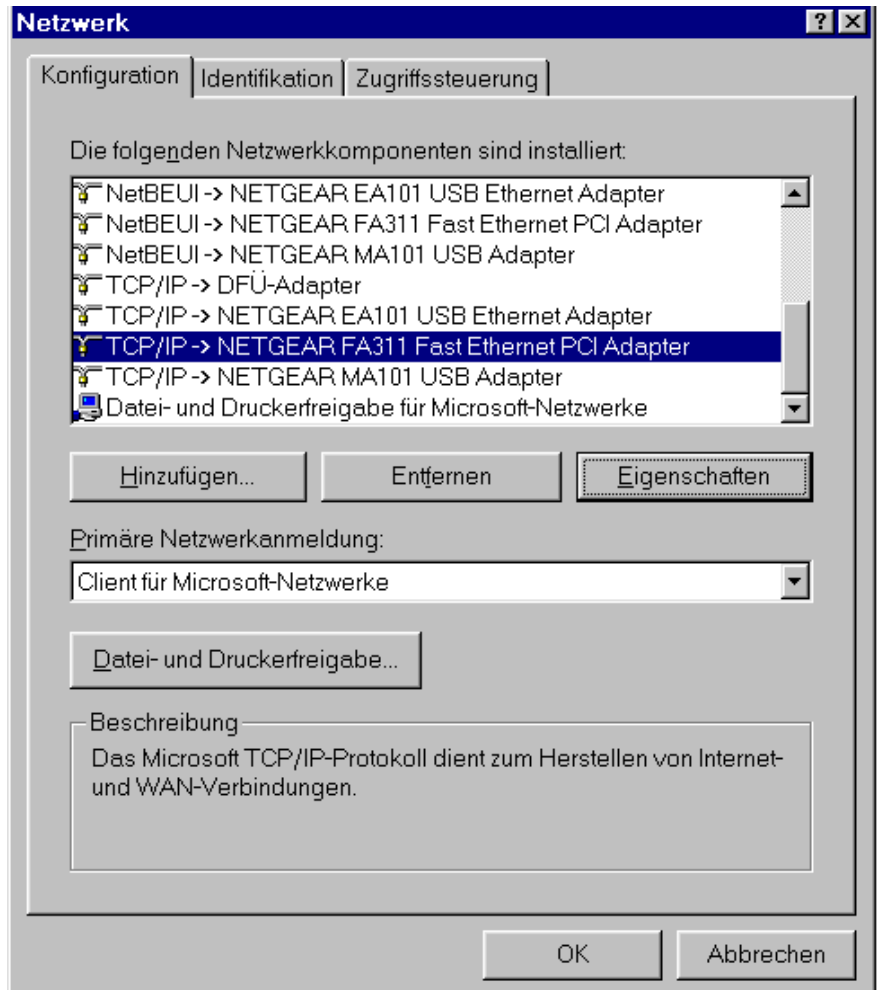 Netzwerk
Konfiguration Identifikation Zugriffssteuerung
Die folgenden Netzwerkkomponenten sind installiert:
NetBEUI -> NETGEAR EA101 USB Ethernet Adapter
NetBEUI -> NETGEAR FA311 Fast Ethernet PCI Adapter
NetBEUI -> NETGEAR MA101 USB Adapter
TCP/IP -> DFÜ-Adapter
TCP/IP -> NETGEAR EA101 USB Ethernet Adapter
TCP/IP -> NETGEAR FA311 Fast Ethernet PCI Adapter
TCP/IP -> NETGEAR MA101 USB Adapter
Datei- und Druckerfreigabe für Microsoft-Netzwerke
Hinzufügen... Entfernen Eigenschaften
Primäre Netzwerkanmeldung:
Client für Microsoft-Netzwerke
Datei- und Druckerfreigabe...
Beschreibung
Das Microsoft TCP/IP-Protokoll dient zum Herstellen von Internet-
und WAN-Verbindungen.
OK Abbrechen